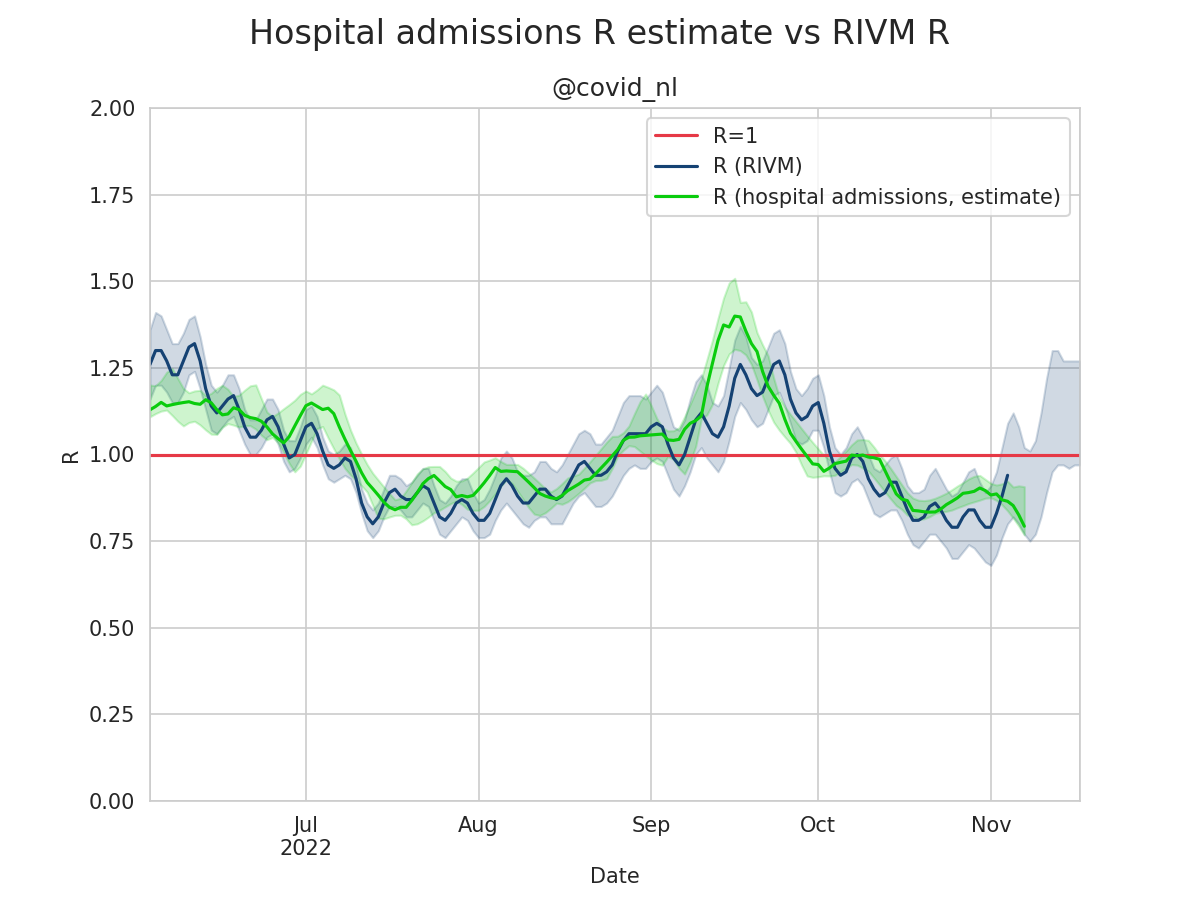 Hospital admissions R estimate vs RIVM R
@covid_nl
R=1
R (RIVM)
R (hospital admissions, estimate)
2.00
1.75
1.50
1.25
1.00
0.75
0.50
0.25
0.00
R
Jul
2022
Aug
Sep
Oct
Nov
Date